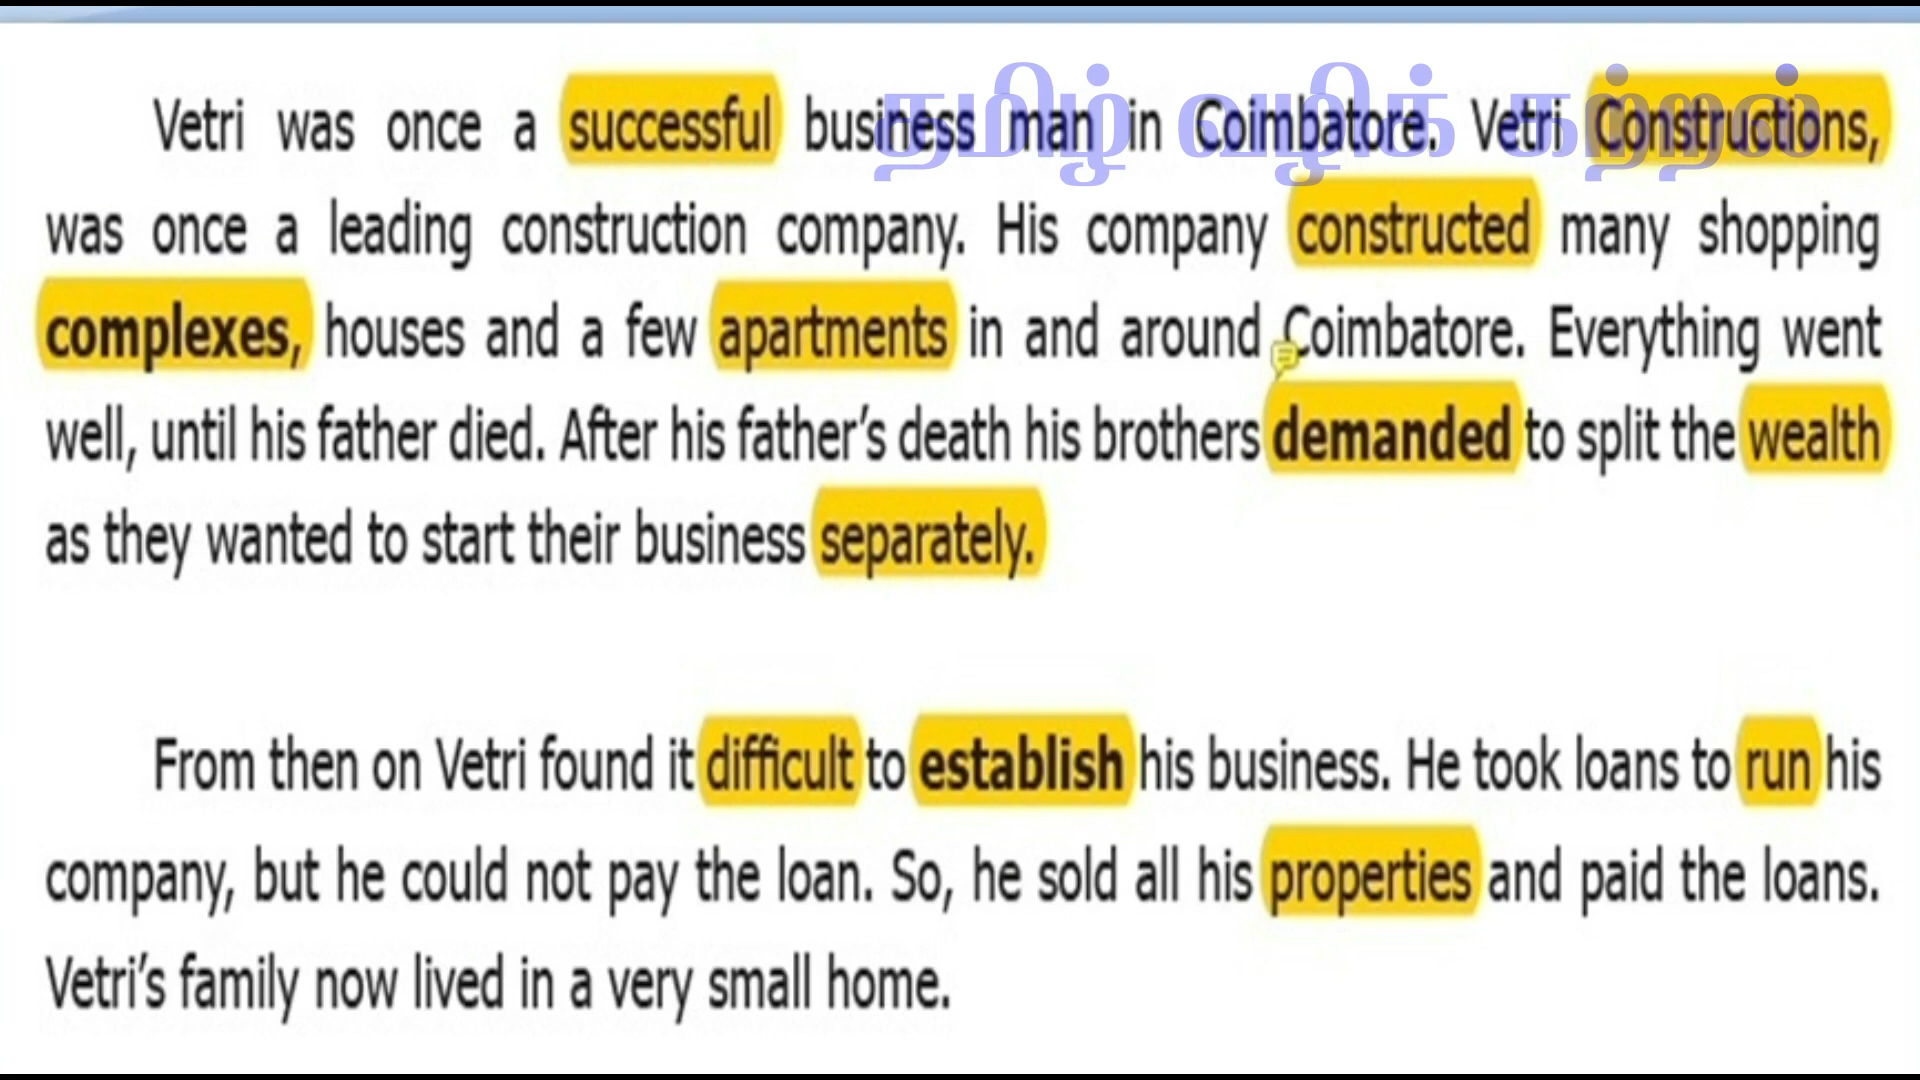 தமிழ் வழிக் கற்றல்
Vetri was once a successful business man in Coimbatore. Vetri Constructions,
was once a leading construction company. His company constructed many shopping
complexes, houses and a few apartments in and around Coimbatore. Everything went
well, until his father died. After his father’s death his brothers demanded to split the wealth
as they wanted to start their business separately.
From then on Vetri found it difficult to establish his business. He took loans to run his
company, but he could not pay the loan. So, he sold all his properties and paid the loans.
Vetri’s family now lived in a very small home.